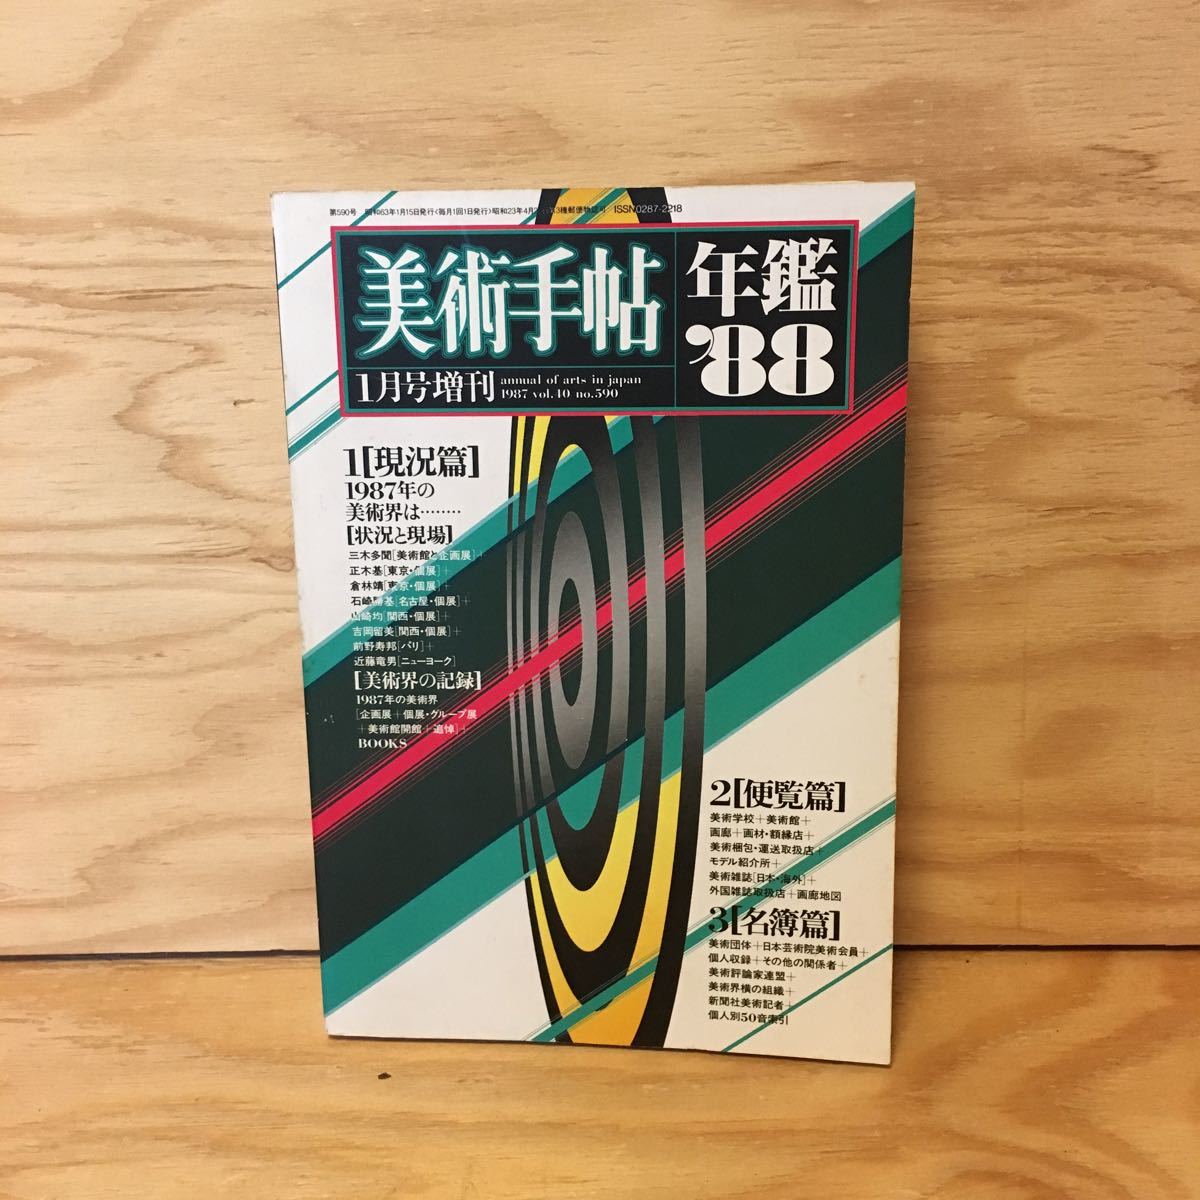 第590号 昭和63年1月15日発行〈毎月1回1日発行〉昭和23年4月 3種郵便物認可 ISSN0287-2218
美術手帖
年鑑
'88
1月号増刊
annual of arts in japan
1987 vol.40 no.590
1[現況篇]
1987年の
美術界は………
[状況と現場]
三木多聞[美術館と企画展]+
正木基[東京・個展]+
倉林靖[東京・個展]+
石崎勝基[名古屋・個展]+
山崎均[関西・個展]+
吉岡留美[関西・個展]+
前野寿邦[パリ]+
近藤竜男[ニューヨーク]
[美術界の記録]
1987年の美術界
[企画展+個展・グループ展
+美術館開館+追悼]+
BOOKS
2[便覧篇]
美術学校+美術館+
画廊+画材・額縁店+
美術梱包・運送取扱店+
モデル紹介所+
美術雑誌[日本・海外]+
外国雑誌取扱店+画廊地図
3[名簿篇]
美術団体+日本芸術院美術会員+
個人収録+その他の関係者+
美術評論家連盟+
美術界横の組織+
新聞社美術記者+
個人別50音索引